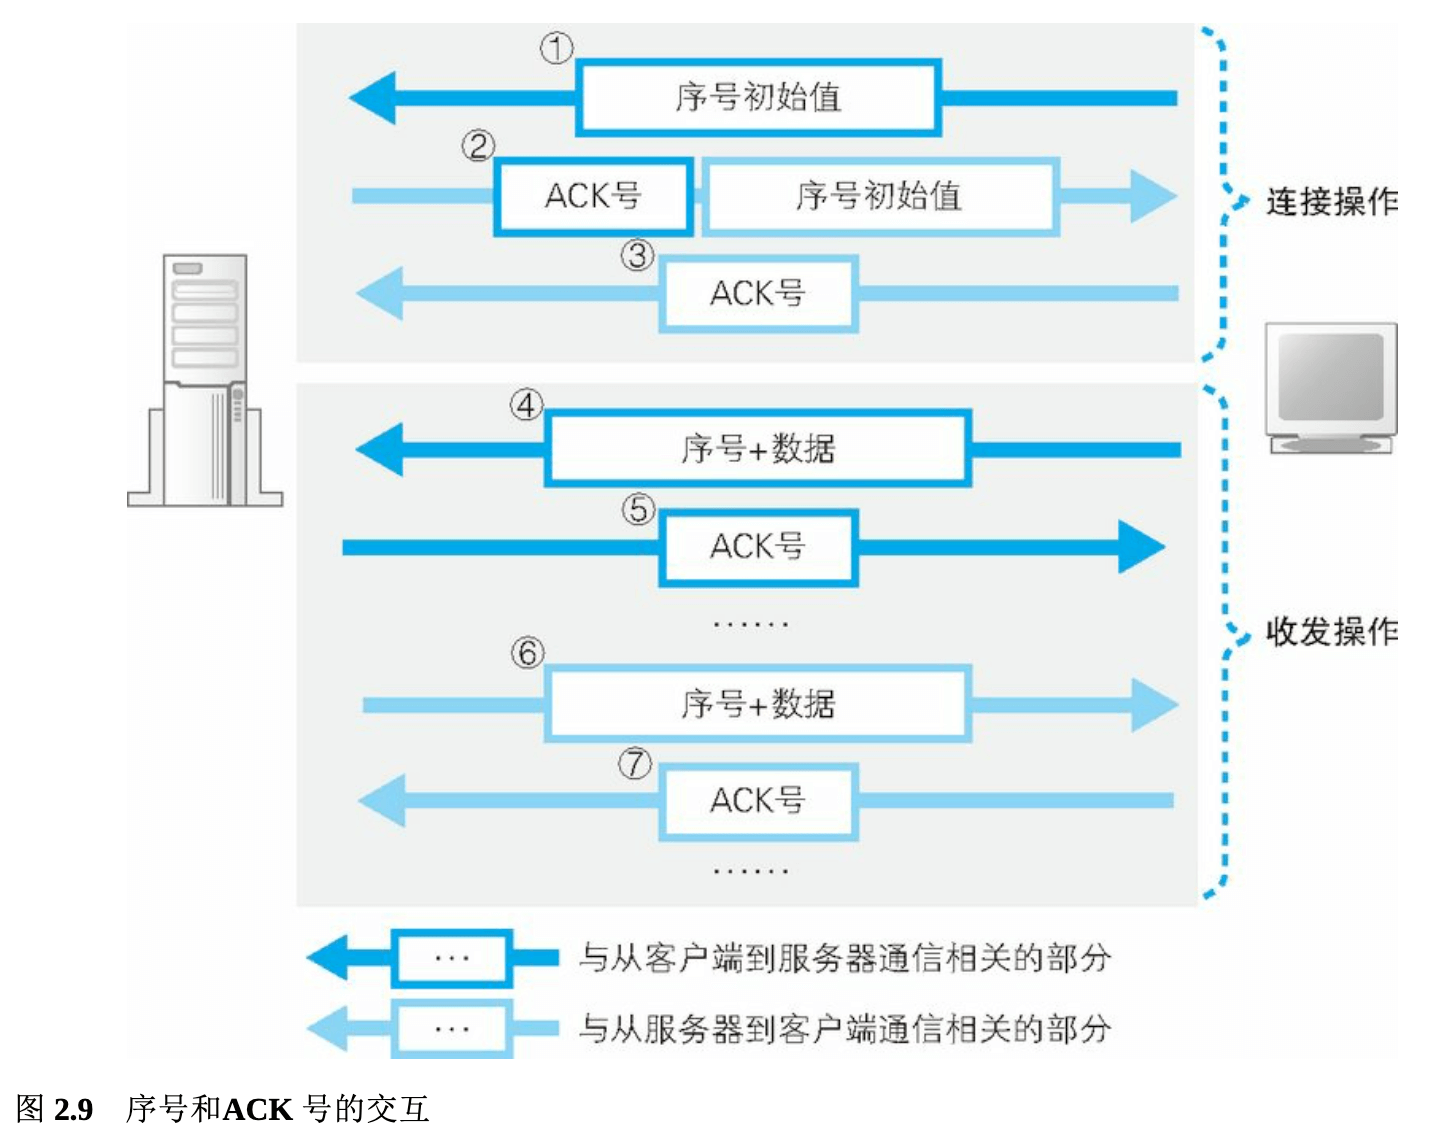 ①
序号初始值
②
ACK号
序号初始值
连接操作
③
ACK号
④
序号+数据
⑤
ACK号
……
收发操作
⑥
序号+数据
⑦
ACK号
……
… 与从客户端到服务器通信相关的部分
… 与从服务器到客户端通信相关的部分
图 2.9 序号和ACK 号的交互